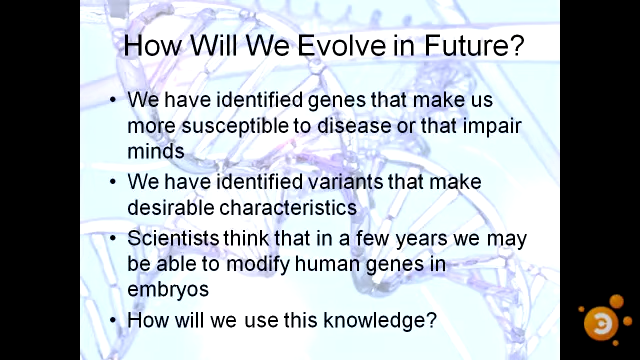 How Will We Evolve in Future?
• We have identified genes that make us
more susceptible to disease or that impair
minds
• We have identified variants that make
desirable characteristics
• Scientists think that in a few years we may
be able to modify human genes in
embryos
• How will we use this knowledge?